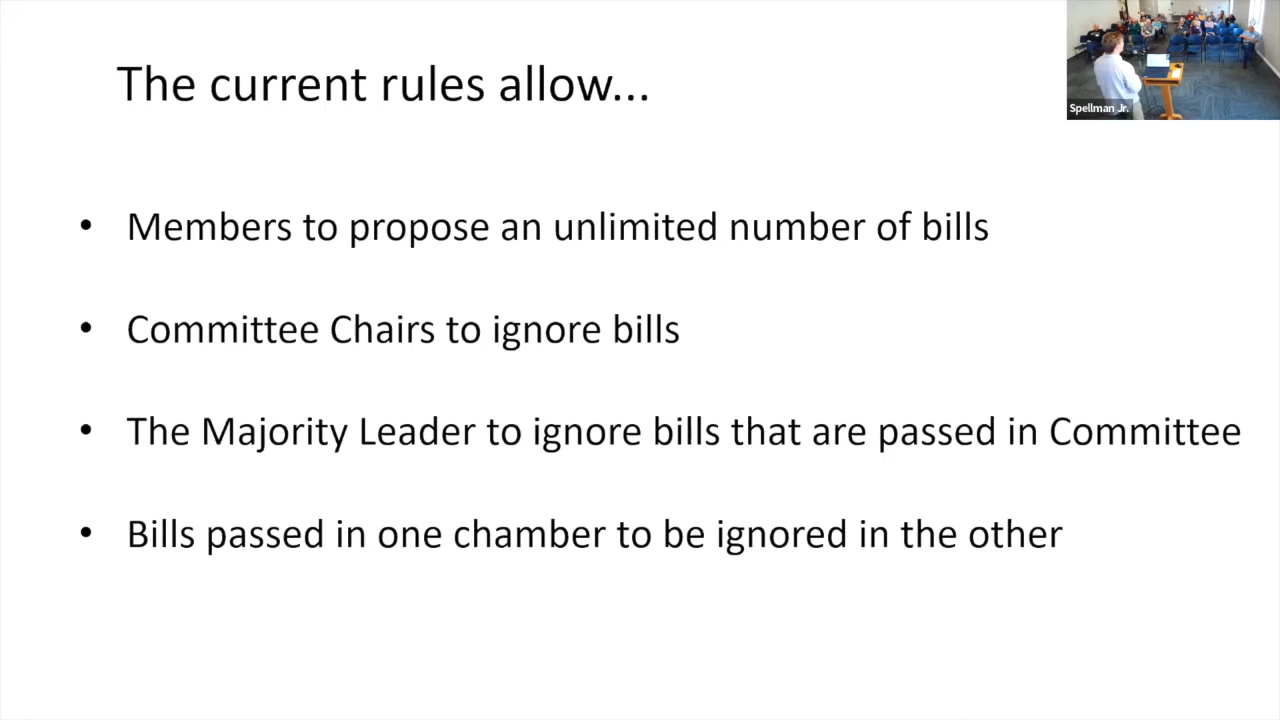 The current rules allow...
Spellman Jr.
• Members to propose an unlimited number of bills
• Committee Chairs to ignore bills
• The Majority Leader to ignore bills that are passed in Committee
• Bills passed in one chamber to be ignored in the other